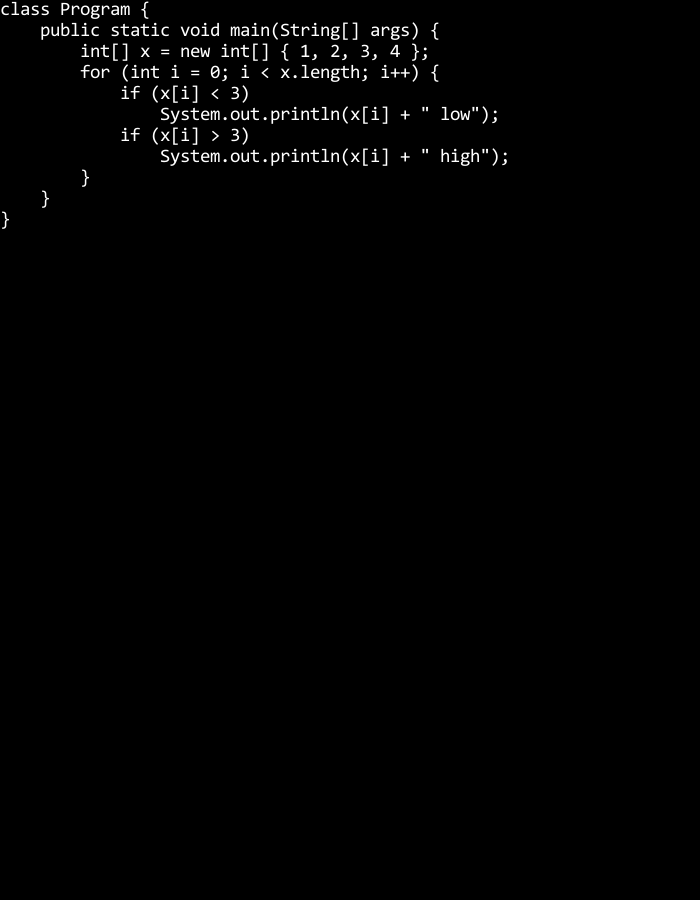 class Program {
    public static void main(String[] args) {
        int[] x = new int[] { 1, 2, 3, 4 };
        for (int i = 0; i < x.length; i++) {
            if (x[i] < 3)
                System.out.println(x[i] + " low");
            if (x[i] > 3)
                System.out.println(x[i] + " high");
        }
    }
}